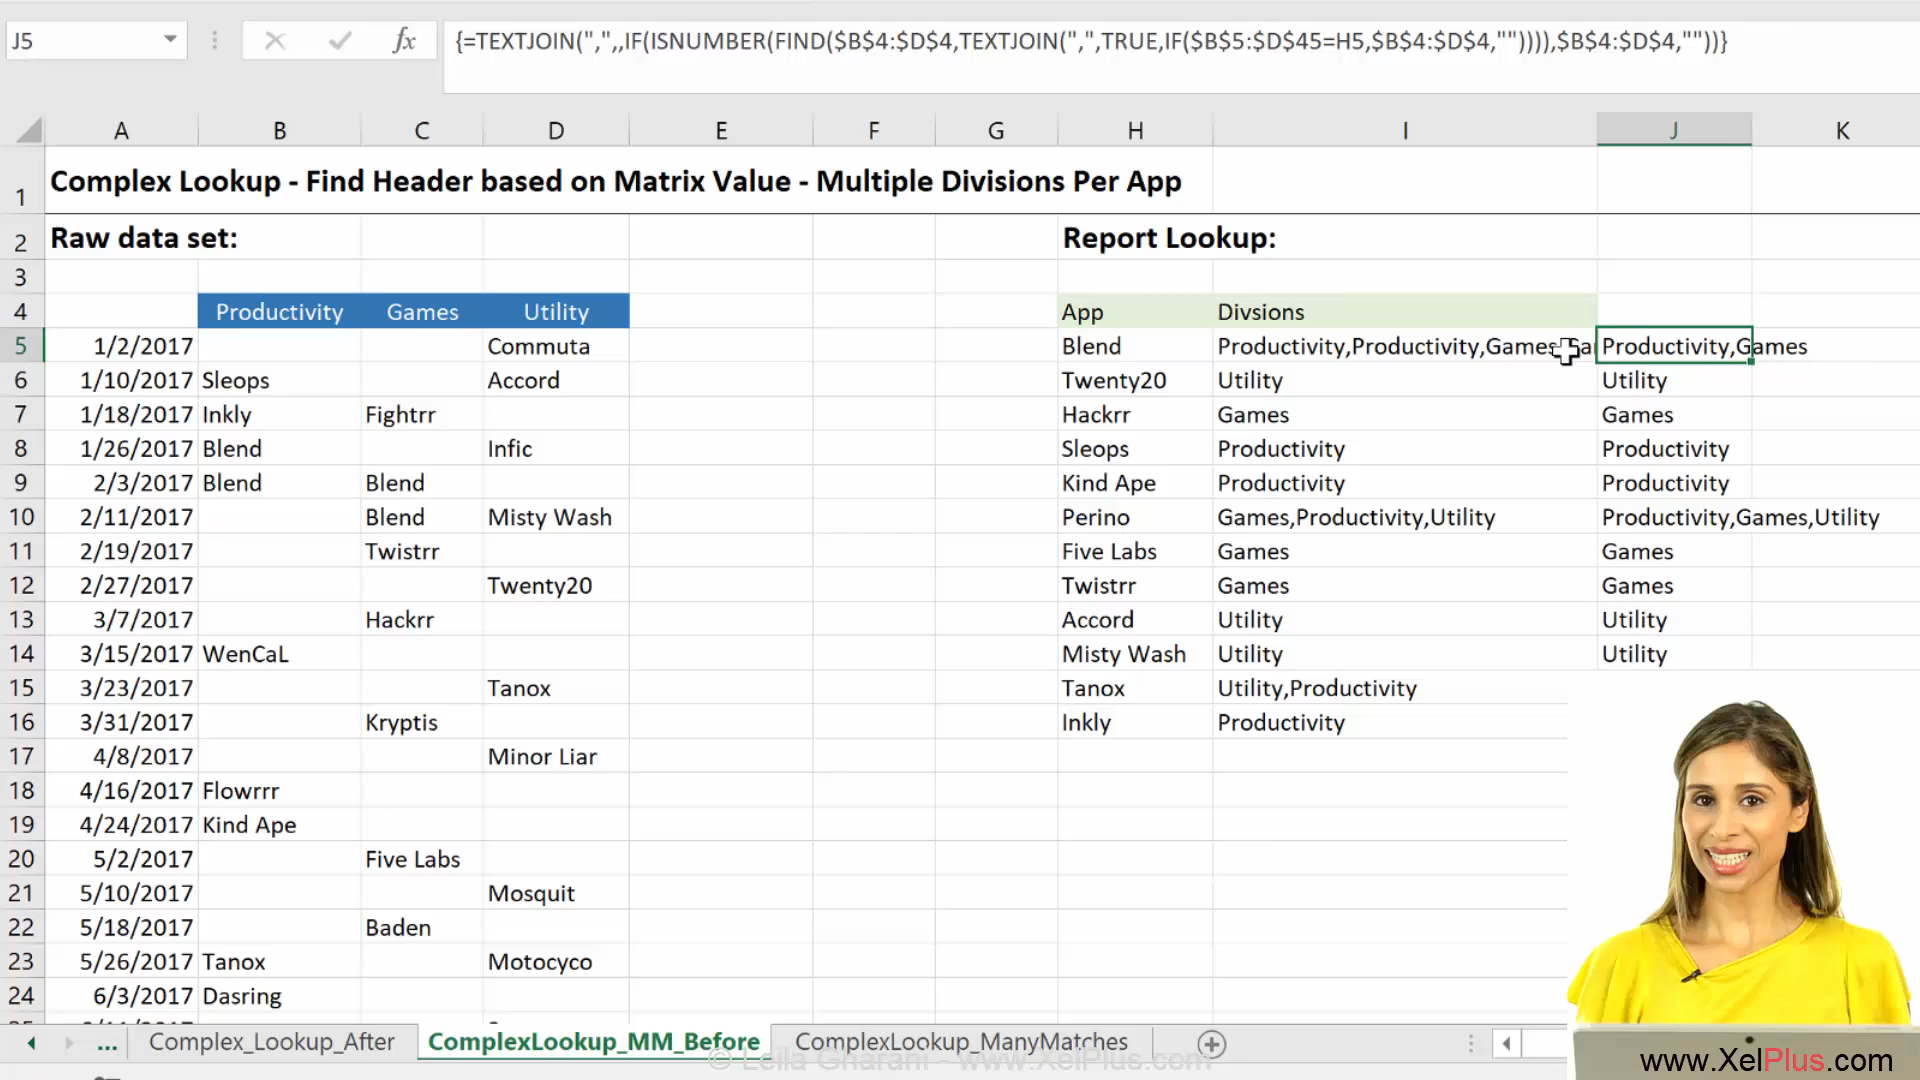 J5 fx {=TEXTJOIN(",",,IF(ISNUMBER(FIND($B$4:$D$4,TEXTJOIN(",",TRUE,IF($B$5:$D$45=H5,$B$4:$D$4,"")))),$B$4:$D$4,""))}
A B C D E F G H I J K
1 Complex Lookup - Find Header based on Matrix Value - Multiple Divisions Per App
2 Raw data set: Report Lookup:
3
4 Productivity Games Utility App Divsions
5 1/2/2017 Commuta Blend Productivity,Productivity,Games, Productivity,Games
6 1/10/2017 Sleops Accord Twenty20 Utility Utility
7 1/18/2017 Inkly Fightrr Hackrr Games Games
8 1/26/2017 Blend Infic Sleops Productivity Productivity
9 2/3/2017 Blend Blend Kind Ape Productivity Productivity
10 2/11/2017 Blend Misty Wash Perino Games,Productivity,Utility Productivity,Games,Utility
11 2/19/2017 Twistrr Five Labs Games Games
12 2/27/2017 Twenty20 Twistrr Games Games
13 3/7/2017 Hackrr Accord Utility Utility
14 3/15/2017 WenCaL Misty Wash Utility Utility
15 3/23/2017 Tanox Tanox Utility,Productivity
16 3/31/2017 Kryptis Inkly Productivity
17 4/8/2017 Minor Liar
18 4/16/2017 Flowrrr
19 4/24/2017 Kind Ape
20 5/2/2017 Five Labs
21 5/10/2017 Mosquit
22 5/18/2017 Baden
23 5/26/2017 Tanox Motocyco
24 6/3/2017 Dasring
... Complex_Lookup_After ComplexLookup_MM_Before ComplexLookup_ManyMatches
© Leila Gharani - www.XelPlus.com
www.XelPlus.com